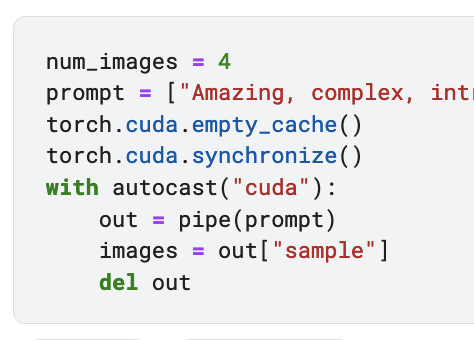 num_images = 4
prompt = ["Amazing, complex,
torch.cuda.empty_cache()
torch.cuda.synchronize()
with autocast("cuda"):
    out = pipe(prompt)
    images = out["sample"]
    del out